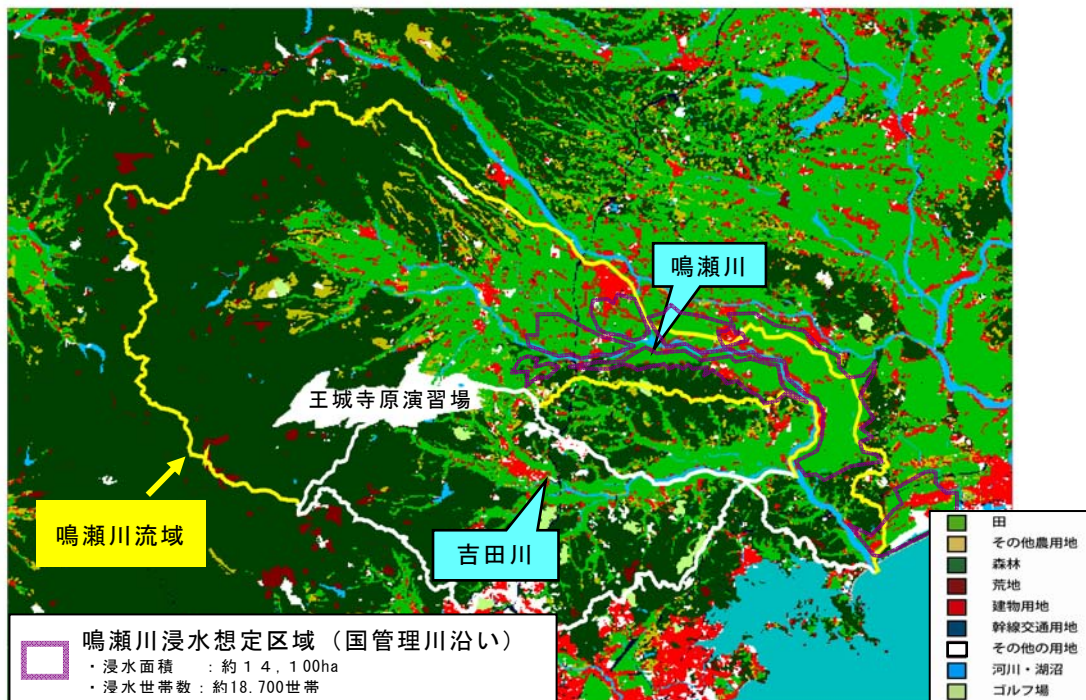 鳴瀬川
王城寺原演習場
鳴瀬川流域
吉田川
鳴瀬川浸水想定区域（国管理川沿い）
・浸水面積　：約１４，１００ha
・浸水世帯数：約18.700世帯
田
その他農用地
森林
荒地
建物用地
幹線交通用地
その他の用地
河川・湖沼
ゴルフ場